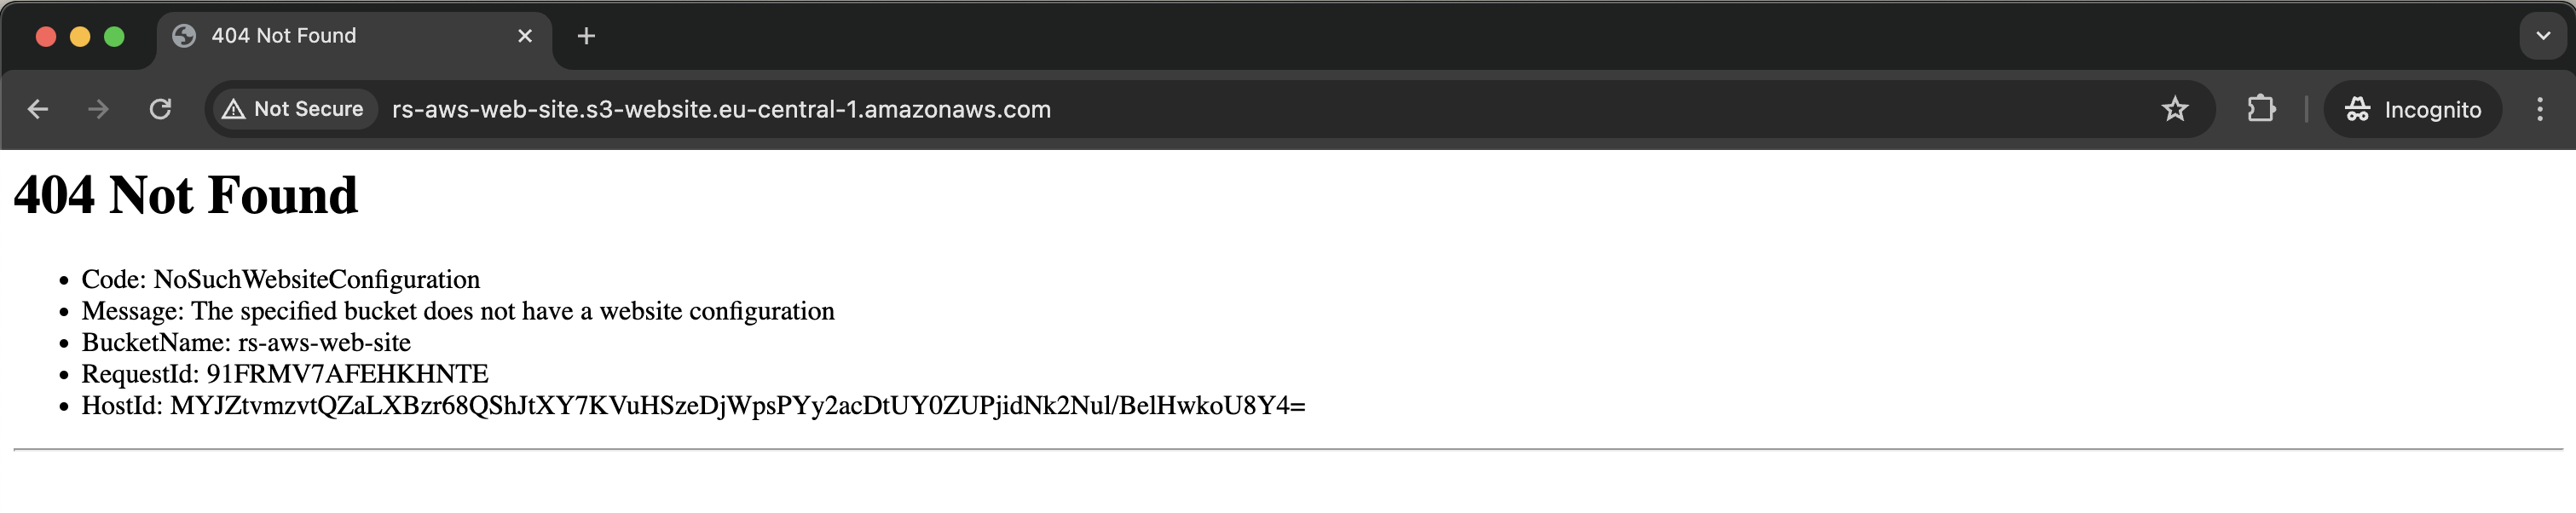 404 Not Found
Not Secure
rs-aws-web-site.s3-website.eu-central-1.amazonaws.com
Incognito
404 Not Found
• Code: NoSuchWebsiteConfiguration
• Message: The specified bucket does not have a website configuration
• BucketName: rs-aws-web-site
• RequestId: 91FRMV7AFEHKHNTE
• HostId: MYJZtvmzvtQZaLXBzr68QShJtXY7KVuHSzeDjWpsPYy2acDtUY0ZUPjidNk2Nul/BelHwkoU8Y4=